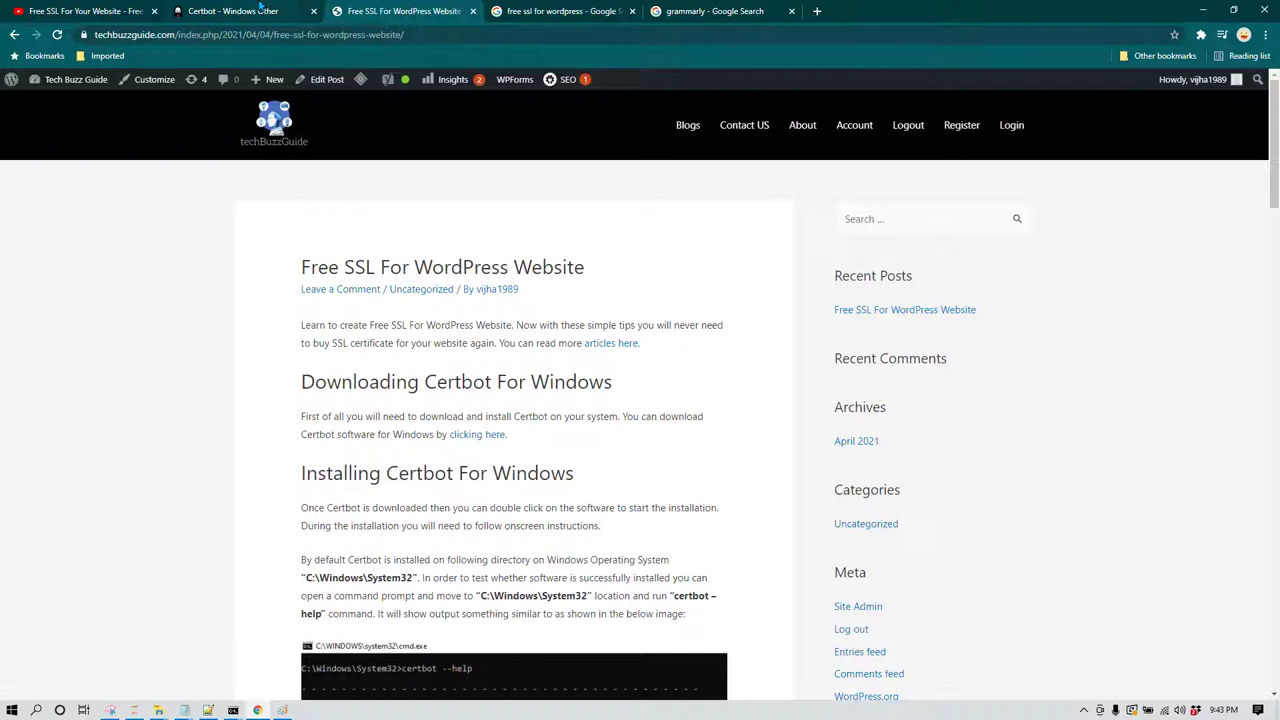 Free SSL For Your Website - Free
Certbot - Windows Other
Free SSL For WordPress Website
free ssl for wordpress - Google S
grammarly - Google Search
techbuzzguide.com/index.php/2021/04/04/free-ssl-for-wordpress-website/
Bookmarks
Imported
Other bookmarks
Reading list
Tech Buzz Guide
Customize
4
0
New
Edit Post
Insights 2
WPForms
SEO 1
Howdy, vijha1989
techBuzzGuide
Blogs
Contact US
About
Account
Logout
Register
Login
Free SSL For WordPress Website
Leave a Comment / Uncategorized / By vijha1989
Learn to create Free SSL For WordPress Website. Now with these simple tips you will never need
to buy SSL certificate for your website again. You can read more articles here.
Downloading Certbot For Windows
First of all you will need to download and install Certbot on your system. You can download
Certbot software for Windows by clicking here.
Installing Certbot For Windows
Once Certbot is downloaded then you can double click on the software to start the installation.
During the installation you will need to follow onscreen instructions.
By default Certbot is installed on following directory on Windows Operating System
“C:\Windows\System32”. In order to test whether software is successfully installed you can
open a command prompt and move to “C:\Windows\System32” location and run “certbot –
help” command. It will show output something similar to as shown in the below image:
C:\WINDOWS\system32\cmd.exe
C:\Windows\System32>certbot --help
- - - - - - - - - - - - - - - - - - - - - - - - - - - - - - - - - - - - - - - -
Search ...
Recent Posts
Free SSL For WordPress Website
Recent Comments
Archives
April 2021
Categories
Uncategorized
Meta
Site Admin
Log out
Entries feed
Comments feed
WordPress.org
9:43 PM